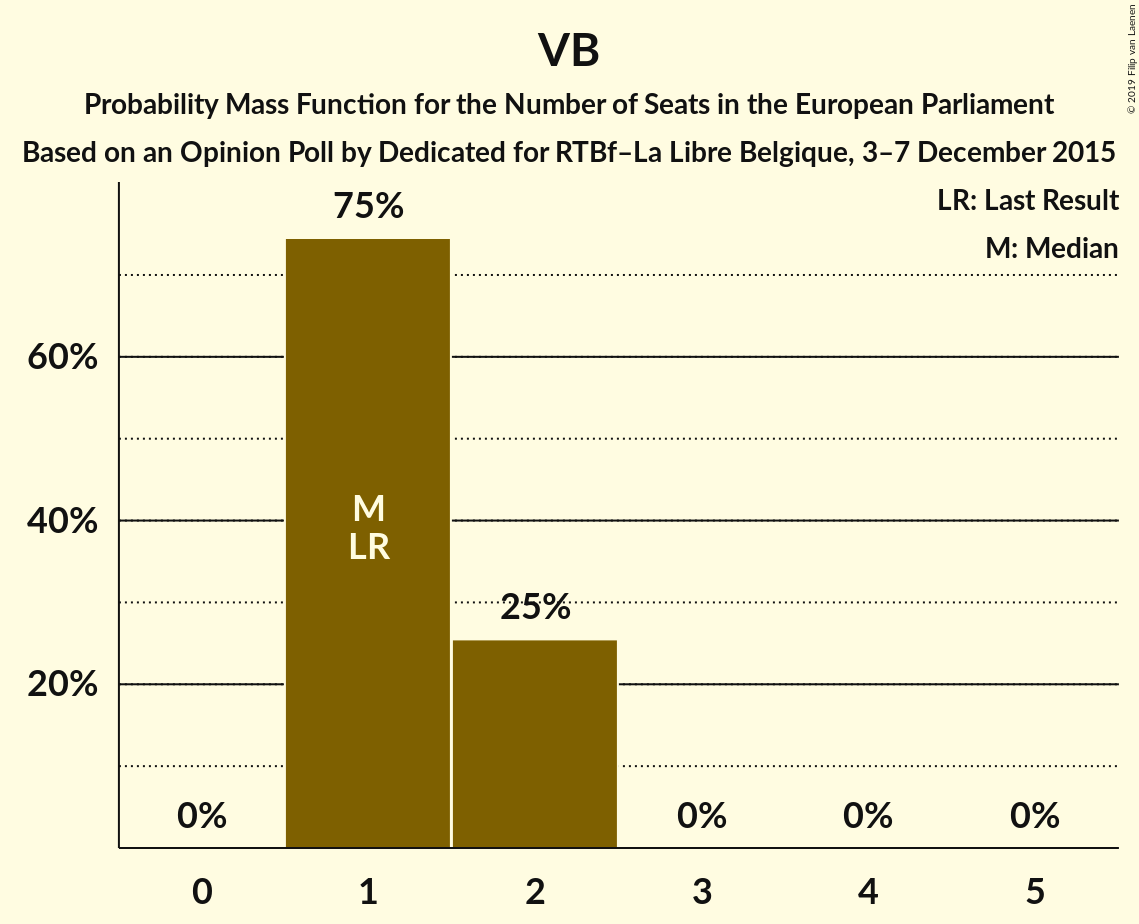 VB
Probability Mass Function for the Number of Seats in the European Parliament
Based on an Opinion Poll by Dedicated for RTBf–La Libre Belgique, 3–7 December 2015
© 2019 Filip van Laenen
LR: Last Result
M: Median
75%
60%
40%
20%
M
LR
25%
0%
0%
0%
0%
0 1 2 3 4 5